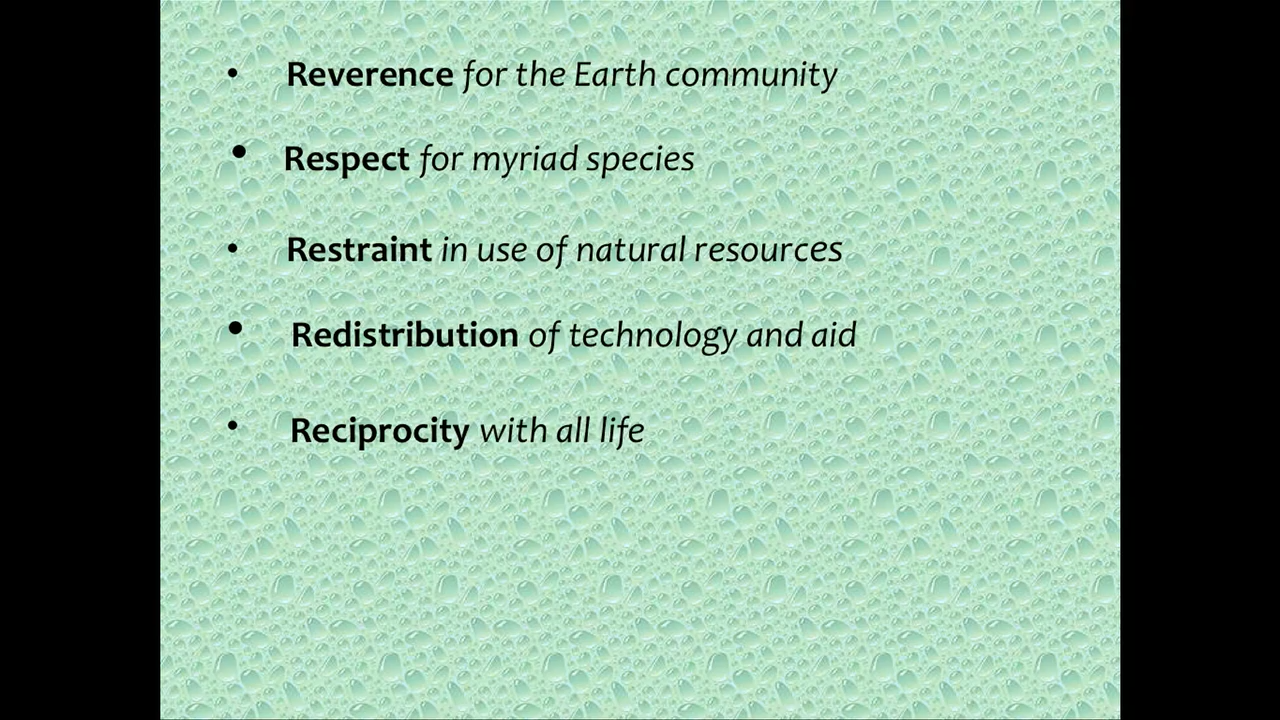 • Reverence for the Earth community
• Respect for myriad species
• Restraint in use of natural resources
• Redistribution of technology and aid
• Reciprocity with all life